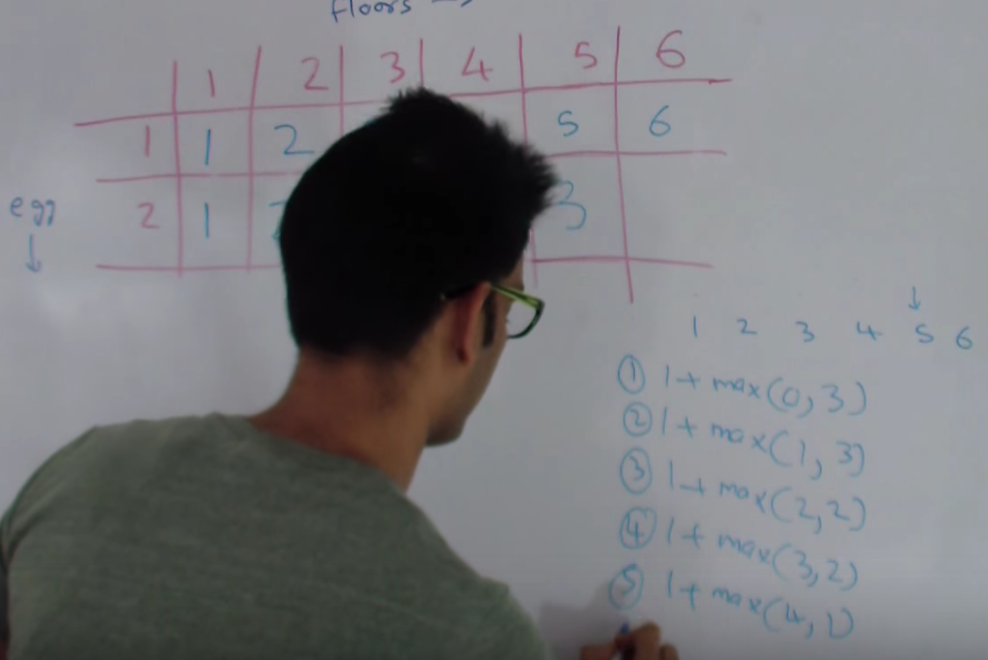 floors →
1 2 3 4 5 6
1 1 2 5 6
egg 2 1 3
↓
↓
1 2 3 4 5 6
① 1 + max(0, 3)
② 1 + max(1, 3)
③ 1 + max(2, 2)
④ 1 + max(3, 2)
⑤ 1 + max(4, 1)